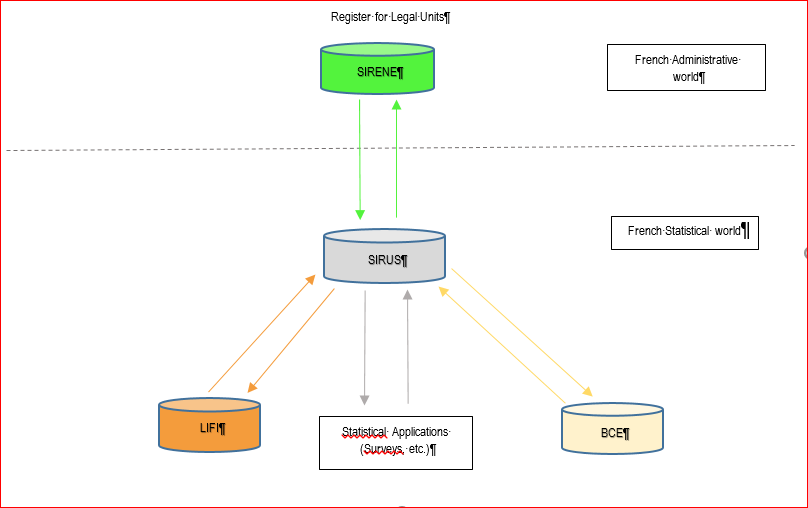 Register·for·Legal·Units¶
SIRENE¶
French·Administrative·
world¶
French·Statistical· world¶
SIRUS¶
LIFI¶
Statistical· Applications·
(Surveys,·etc.)¶
BCE¶